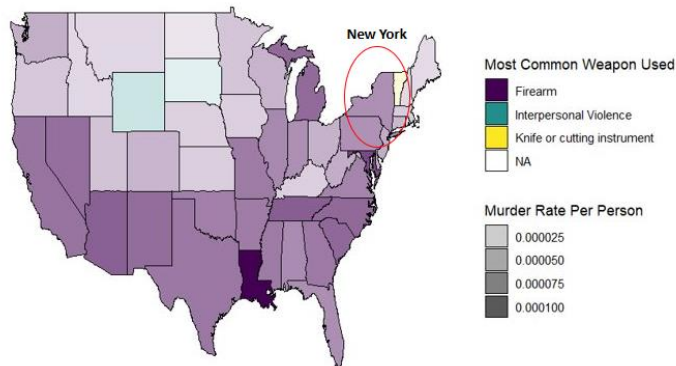 New York
Most Common Weapon Used
Firearm
Interpersonal Violence
Knife or cutting instrument
NA
Murder Rate Per Person
0.000025
0.000050
0.000075
0.000100